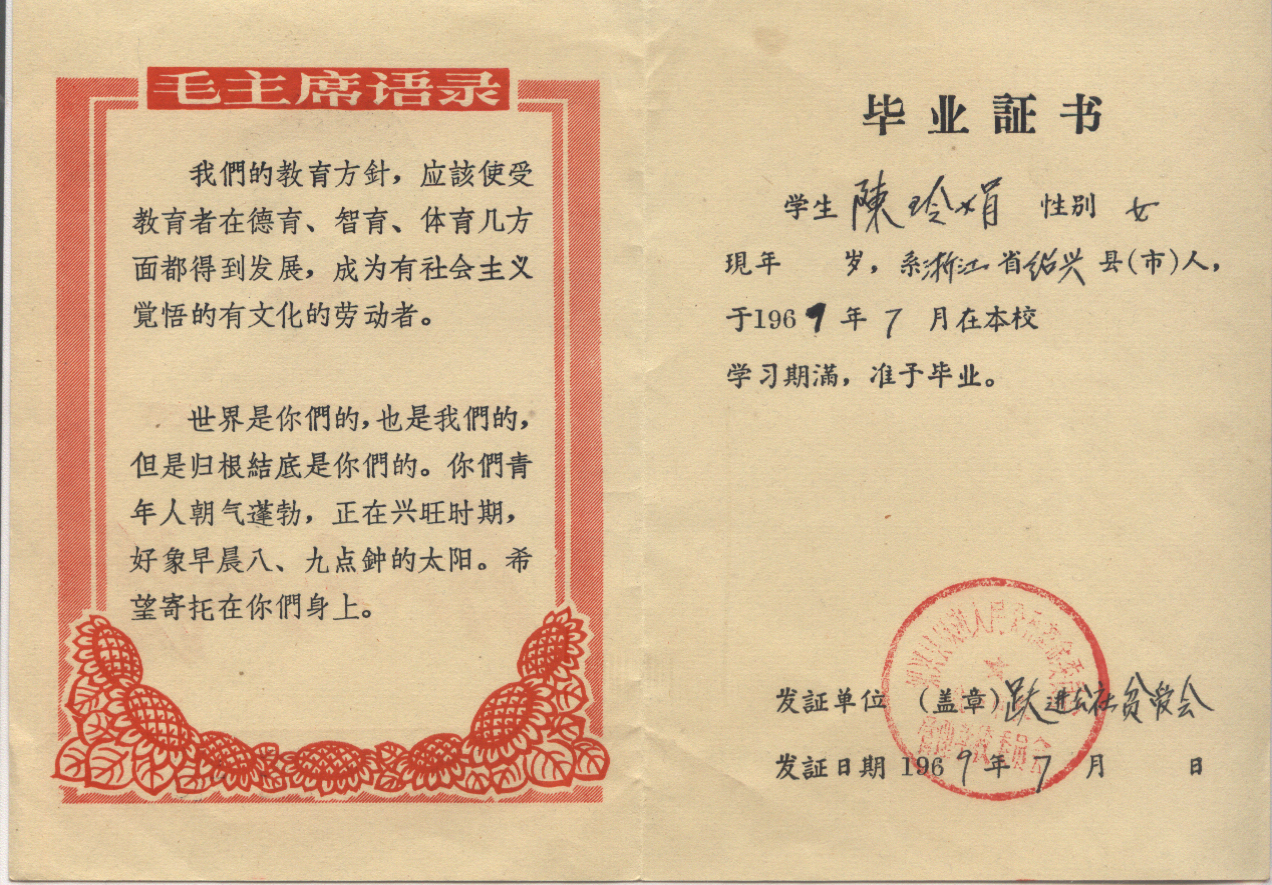 毛主席语录
我們的教育方針，应該使受
教育者在德育、智育、体育几方
面都得到发展，成为有社会主义
覚悟的有文化的劳动者。
世界是你們的，也是我們的，
但是归根結底是你們的。你們青
年人朝气蓬勃，正在兴旺时期，
好象早晨八、九点鈡的太阳。希
望寄托在你們身上。
毕业証书
学生 陳玲娟 性别 女
現年 岁，系浙江省绍兴县(市)人，
于1969年7月在本校
学习期滿，准予毕业。
发証单位 (盖章)跃进公社贫管会
发証日期 1969年7月 日